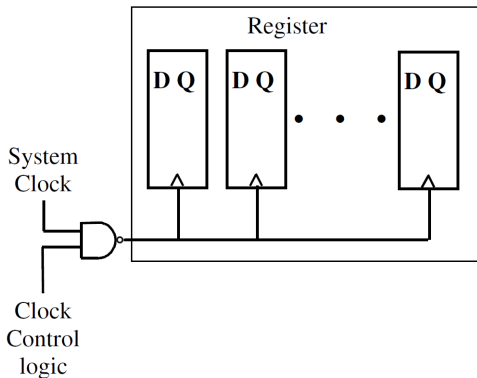 Register
D Q
D Q
D Q
System
Clock
Clock
Control
logic